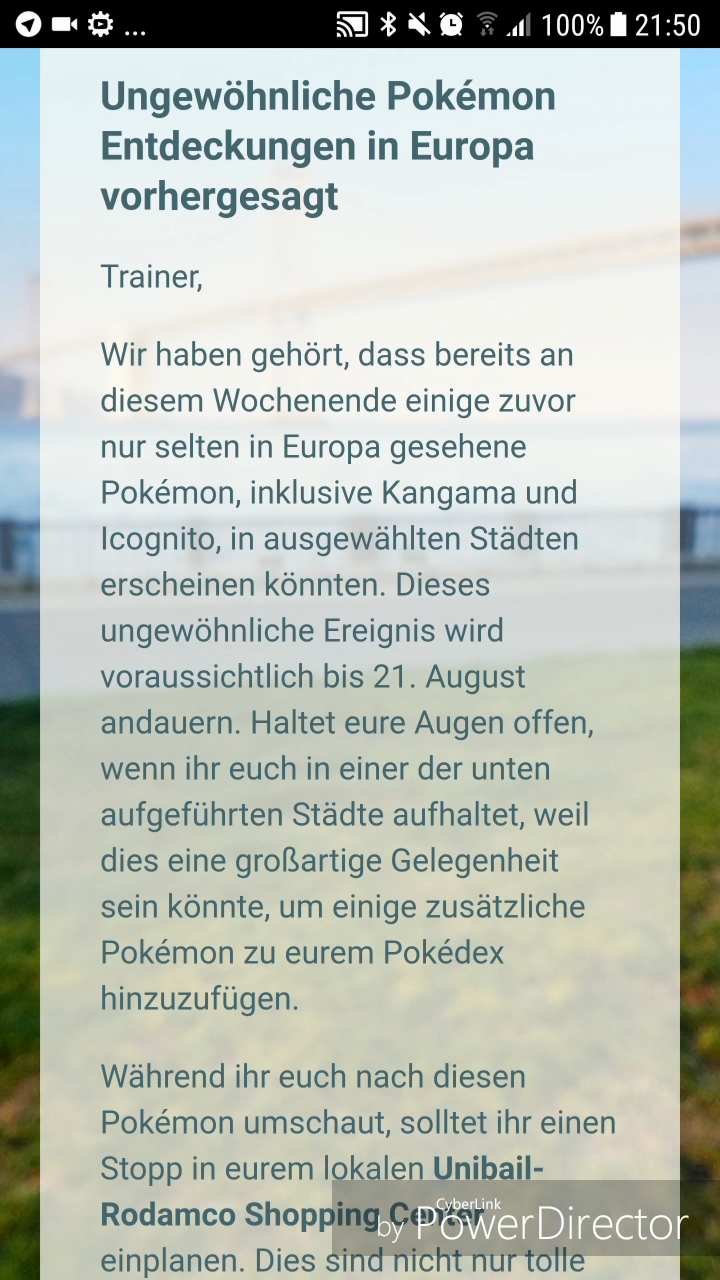 ... 100% 21:50
Ungewöhnliche Pokémon
Entdeckungen in Europa
vorhergesagt
Trainer,
Wir haben gehört, dass bereits an
diesem Wochenende einige zuvor
nur selten in Europa gesehene
Pokémon, inklusive Kangama und
Icognito, in ausgewählten Städten
erscheinen könnten. Dieses
ungewöhnliche Ereignis wird
voraussichtlich bis 21. August
andauern. Haltet eure Augen offen,
wenn ihr euch in einer der unten
aufgeführten Städte aufhaltet, weil
dies eine großartige Gelegenheit
sein könnte, um einige zusätzliche
Pokémon zu eurem Pokédex
hinzuzufügen.
Während ihr euch nach diesen
Pokémon umschaut, solltet ihr einen
Stopp in eurem lokalen Unibail-
Rodamco Shopping Center
einplanen. Dies sind nicht nur tolle
CyberLink
by PowerDirector